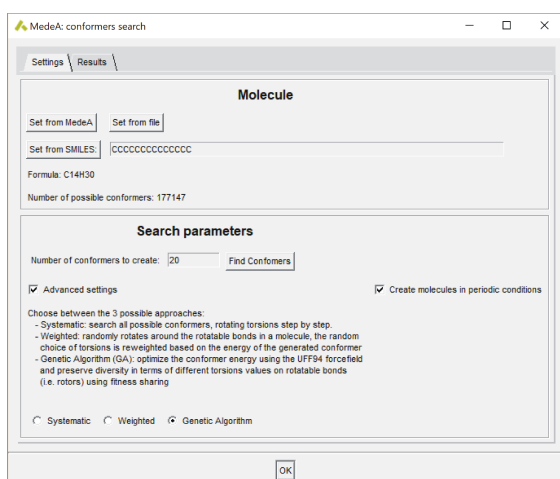 MedeA: conformers search
Settings Results
Molecule
Set from MedeA Set from file
Set from SMILES: CCCCCCCCCCCCCC
Formula: C14H30
Number of possible conformers: 177147
Search parameters
Number of conformers to create: 20 Find Confomers
Advanced settings Create molecules in periodic conditions
Choose between the 3 possible approaches:
- Systematic: search all possible conformers, rotating torsions step by step.
- Weighted: randomly rotates around the rotatable bonds in a molecule, the random
choice of torsions is reweighted based on the energy of the generated conformer
- Genetic Algorithm (GA): optimize the conformer energy using the UFF94 forcefield
and preserve diversity in terms of different torsions values on rotatable bonds
(i.e. rotors) using fitness sharing
Systematic Weighted Genetic Algorithm
OK